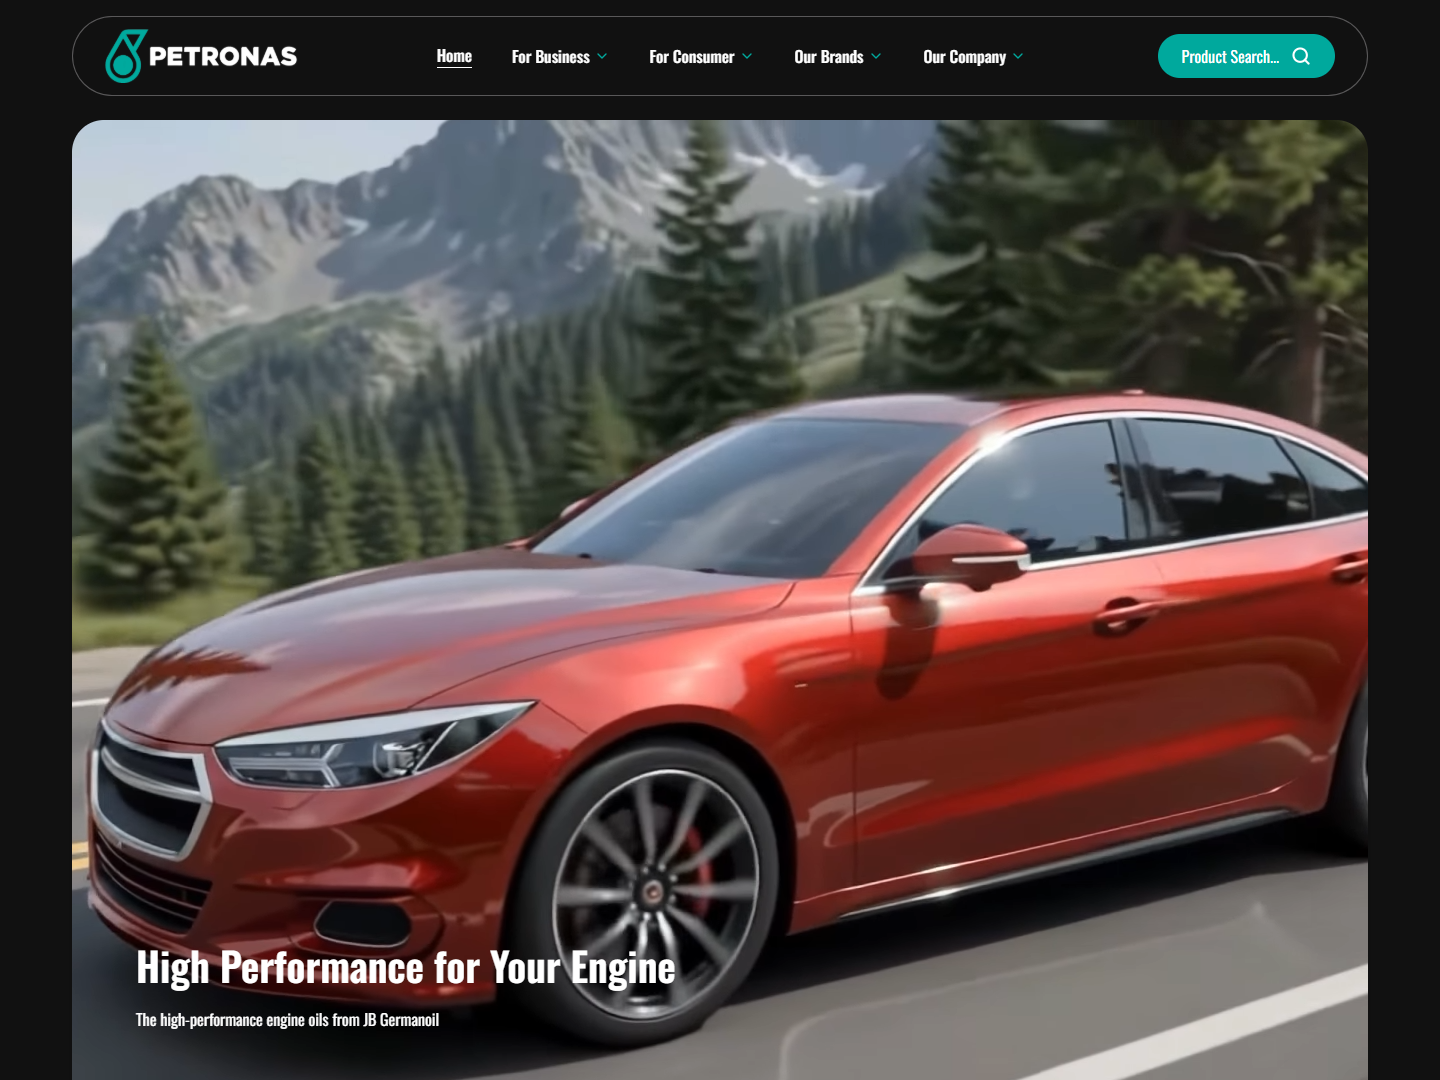 PETRONAS
Home
For Business
For Consumer
Our Brands
Our Company
Product Search...
High Performance for Your Engine
The high-performance engine oils from JB Germanoil